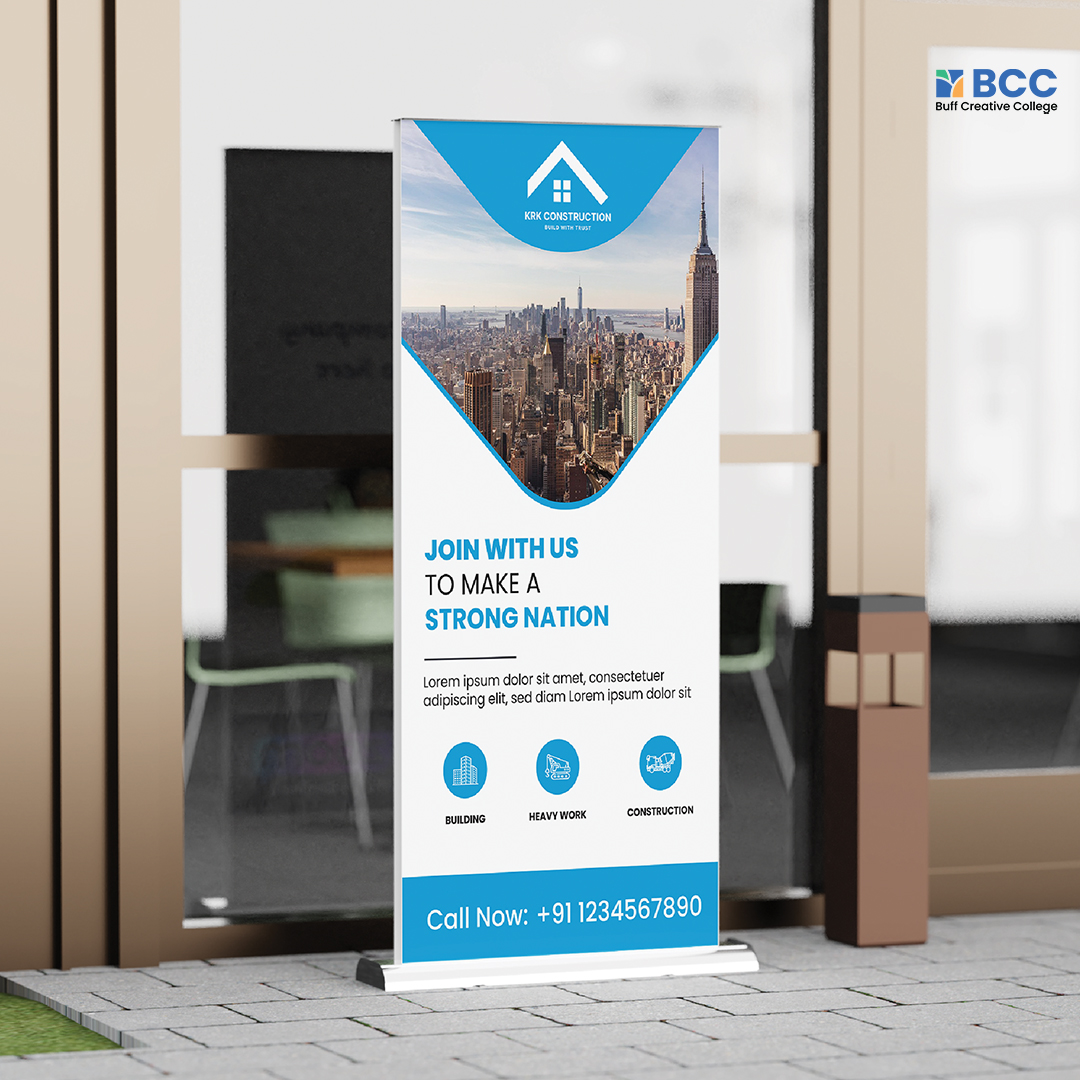 BCC
Buff Creative College
KRK CONSTRUCTION
BUILD WITH TRUST
JOIN WITH US
TO MAKE A
STRONG NATION
Lorem ipsum dolor sit amet, consectetuer
adipiscing elit, sed diam Lorem ipsum dolor sit
BUILDING
HEAVY WORK
CONSTRUCTION
Call Now: +91 1234567890